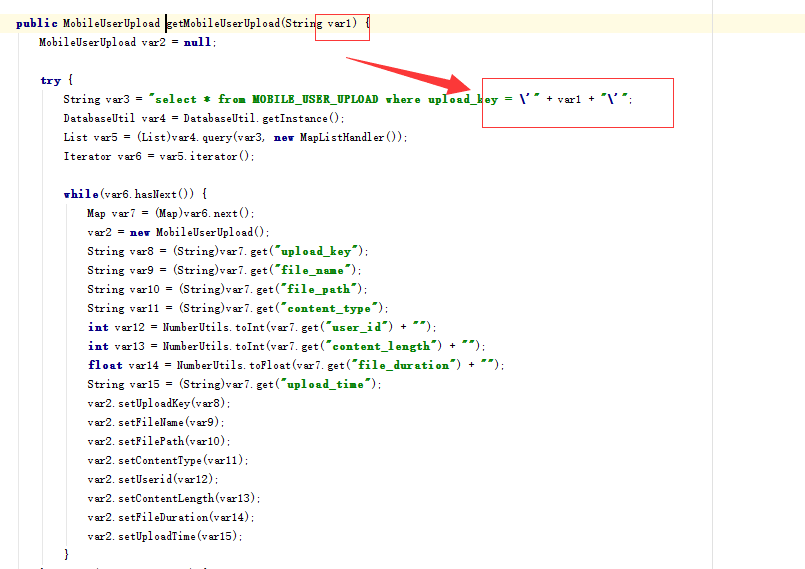 public MobileUserUpload getMobileUserUpload(String var1) {
MobileUserUpload var2 = null;
try {
String var3 = "select * from MOBILE_USER_UPLOAD where upload_key = \'" + var1 + "\'";
DatabaseUtil var4 = DatabaseUtil.getInstance();
List var5 = (List)var4.query(var3, new MapListHandler());
Iterator var6 = var5.iterator();
while(var6.hasNext()) {
Map var7 = (Map)var6.next();
var2 = new MobileUserUpload();
String var8 = (String)var7.get("upload_key");
String var9 = (String)var7.get("file_name");
String var10 = (String)var7.get("file_path");
String var11 = (String)var7.get("content_type");
int var12 = NumberUtils.toInt(var7.get("user_id") + "");
int var13 = NumberUtils.toInt(var7.get("content_length") + "");
float var14 = NumberUtils.toFloat(var7.get("file_duration") + "");
String var15 = (String)var7.get("upload_time");
var2.setUploadKey(var8);
var2.setFileName(var9);
var2.setFilePath(var10);
var2.setContentType(var11);
var2.setUserid(var12);
var2.setContentLength(var13);
var2.setFileDuration(var14);
var2.setUploadTime(var15);
}